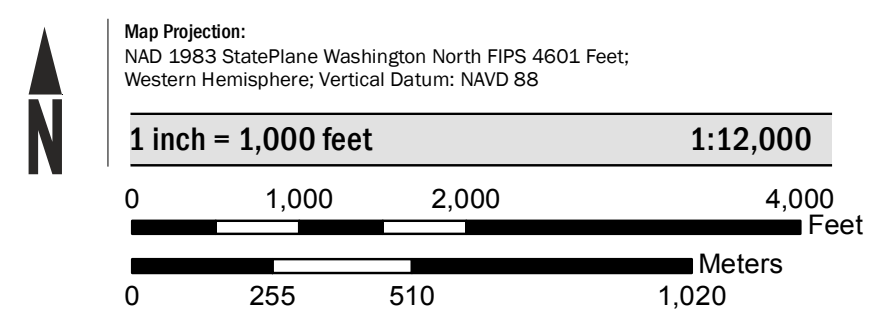 Map Projection:
NAD 1983 StatePlane Washington North FIPS 4601 Feet;
Western Hemisphere; Vertical Datum: NAVD 88
N
1 inch = 1,000 feet 1:12,000
0 1,000 2,000 4,000
Feet
Meters
0 255 510 1,020